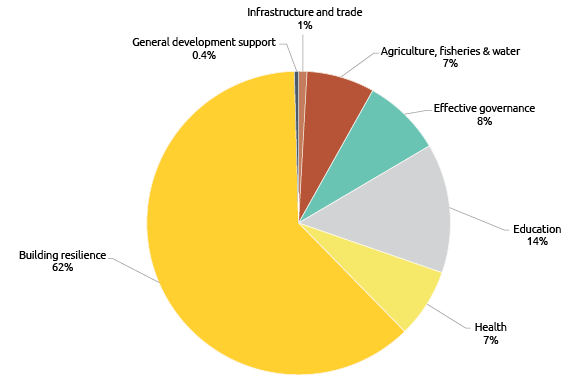 Infrastructure and trade
1%
General development support
0.4%
Agriculture, fisheries & water
7%
Effective governance
8%
Education
14%
Building resilience
62%
Health
7%